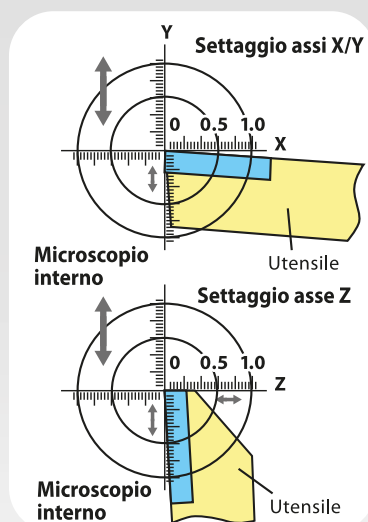 Y
Settaggio assi X/Y
0 0.5 1.0
X
Microscopio
interno
Utensile
Settaggio asse Z
0 0.5 1.0
Z
Microscopio
interno
Utensile